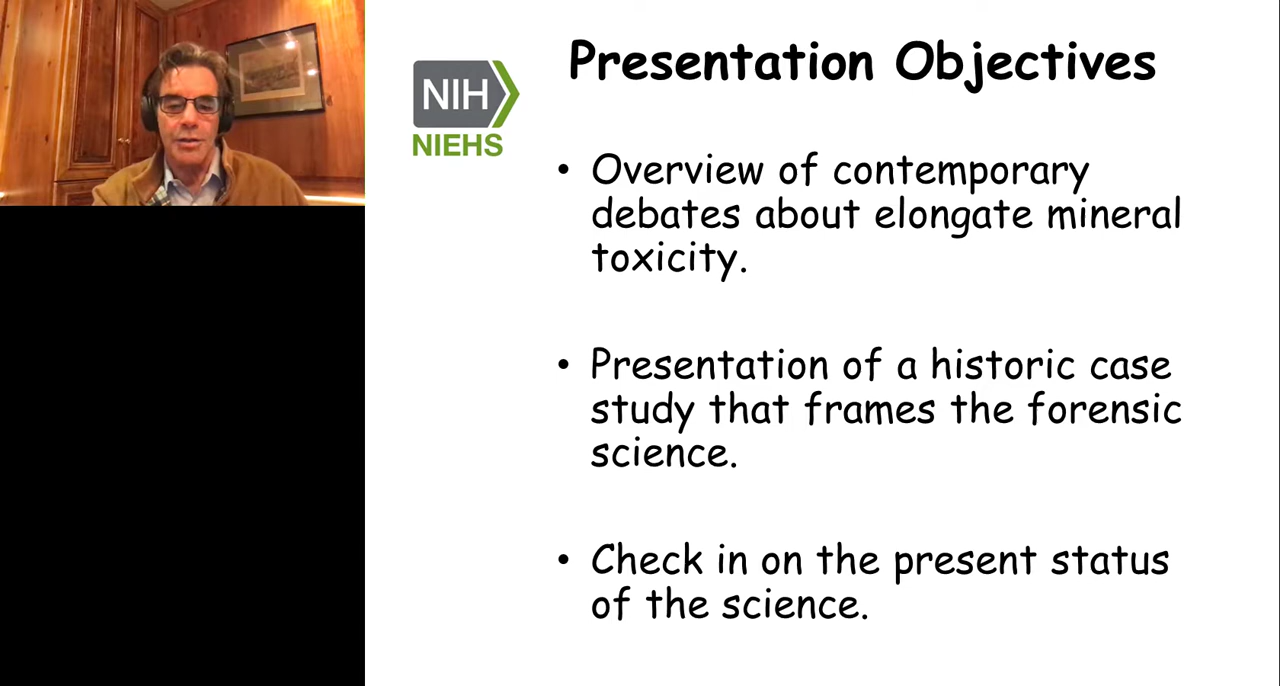 Presentation Objectives
NIH
NIEHS
• Overview of contemporary
debates about elongate mineral
toxicity.
• Presentation of a historic case
study that frames the forensic
science.
• Check in on the present status
of the science.